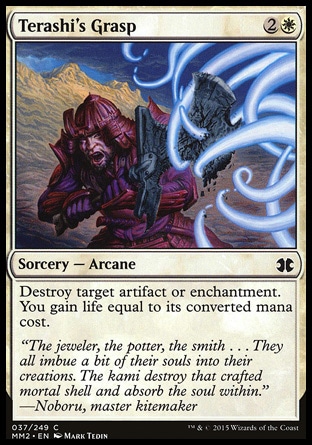 Terashi's Grasp 2
Sorcery — Arcane
Destroy target artifact or enchantment.
You gain life equal to its converted mana
cost.
“The jeweler, the potter, the smith . . . They
all imbue a bit of their souls into their
creations. The kami destroy that crafted
mortal shell and absorb the soul within.”
—Noboru, master kitemaker
037/249 C
MM2 • EN Mark Tedin ™ & © 2015 Wizards of the Coast